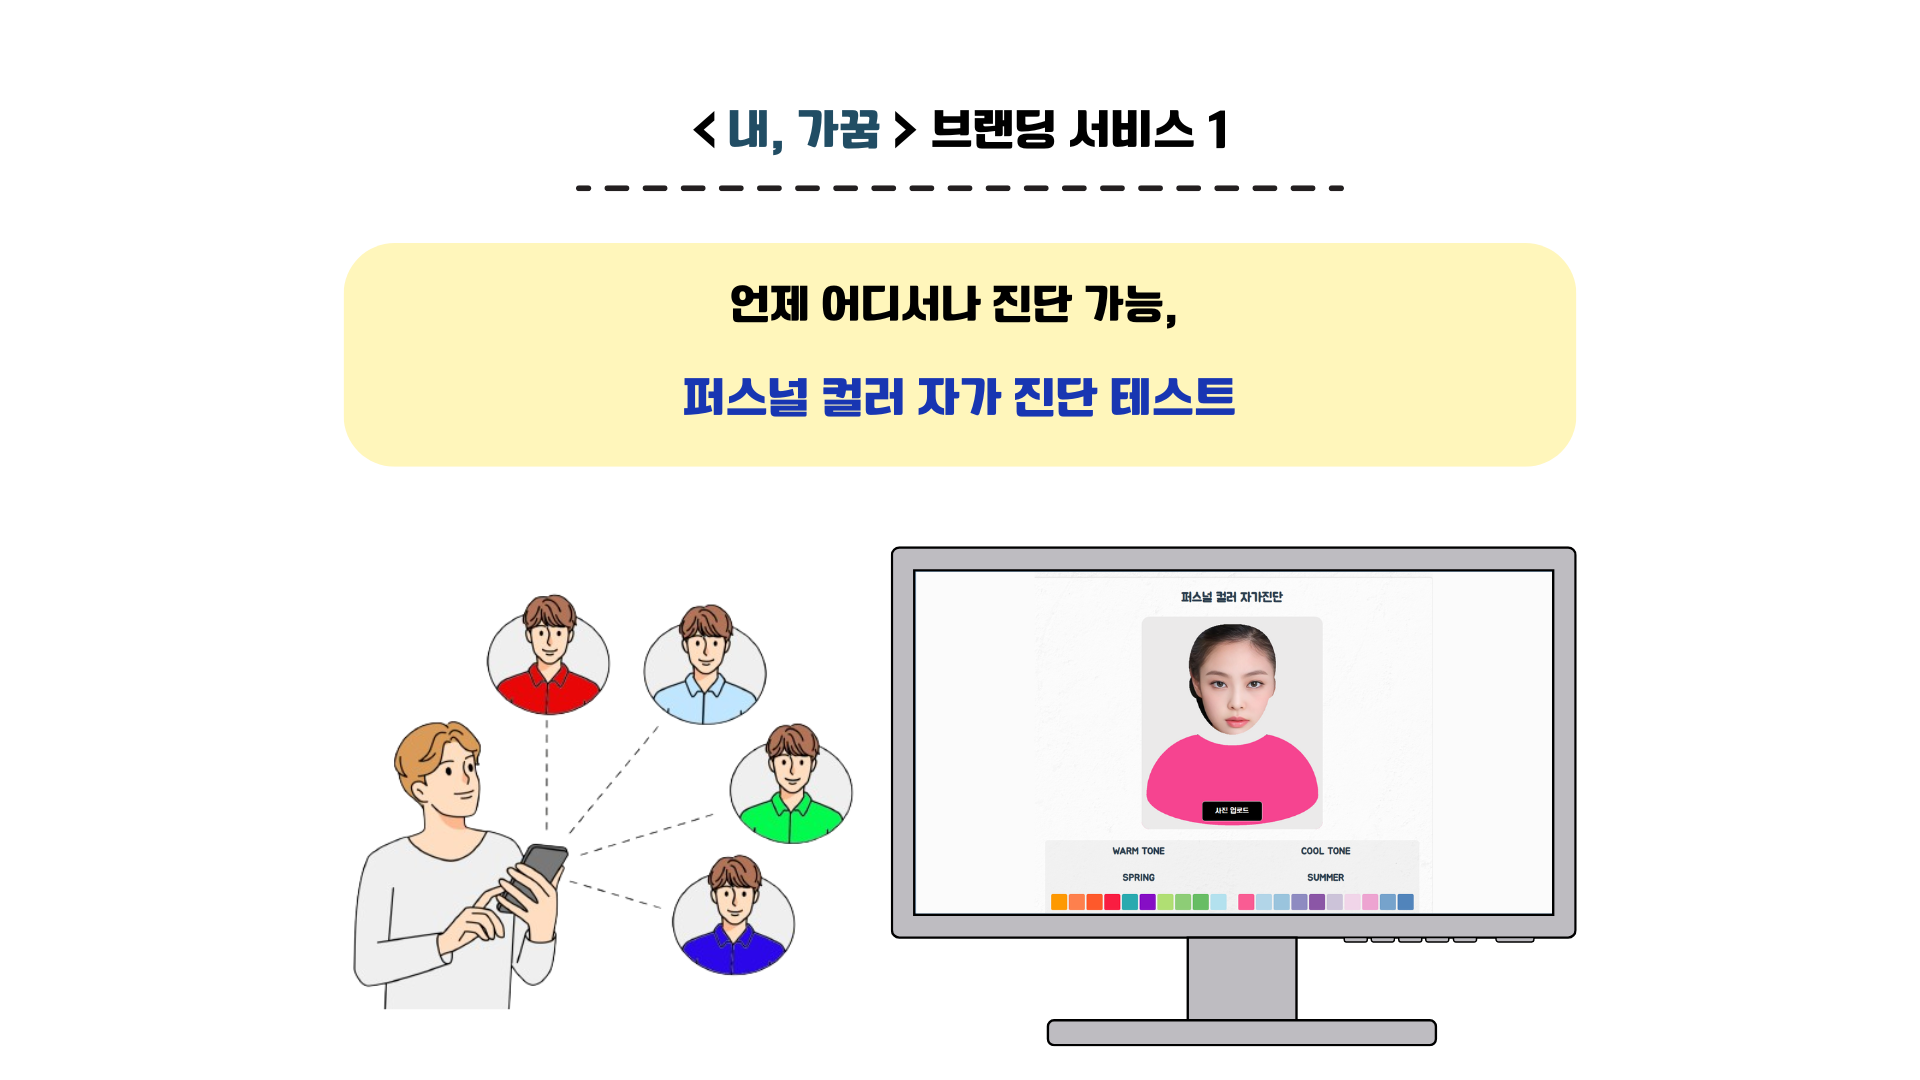 < 내, 가꿈 > 브랜딩 서비스 1
언제 어디서나 진단 가능,
퍼스널 컬러 자가 진단 테스트
퍼스널 컬러 자가진단
사진 업로드
WARM TONE
COOL TONE
SPRING
SUMMER